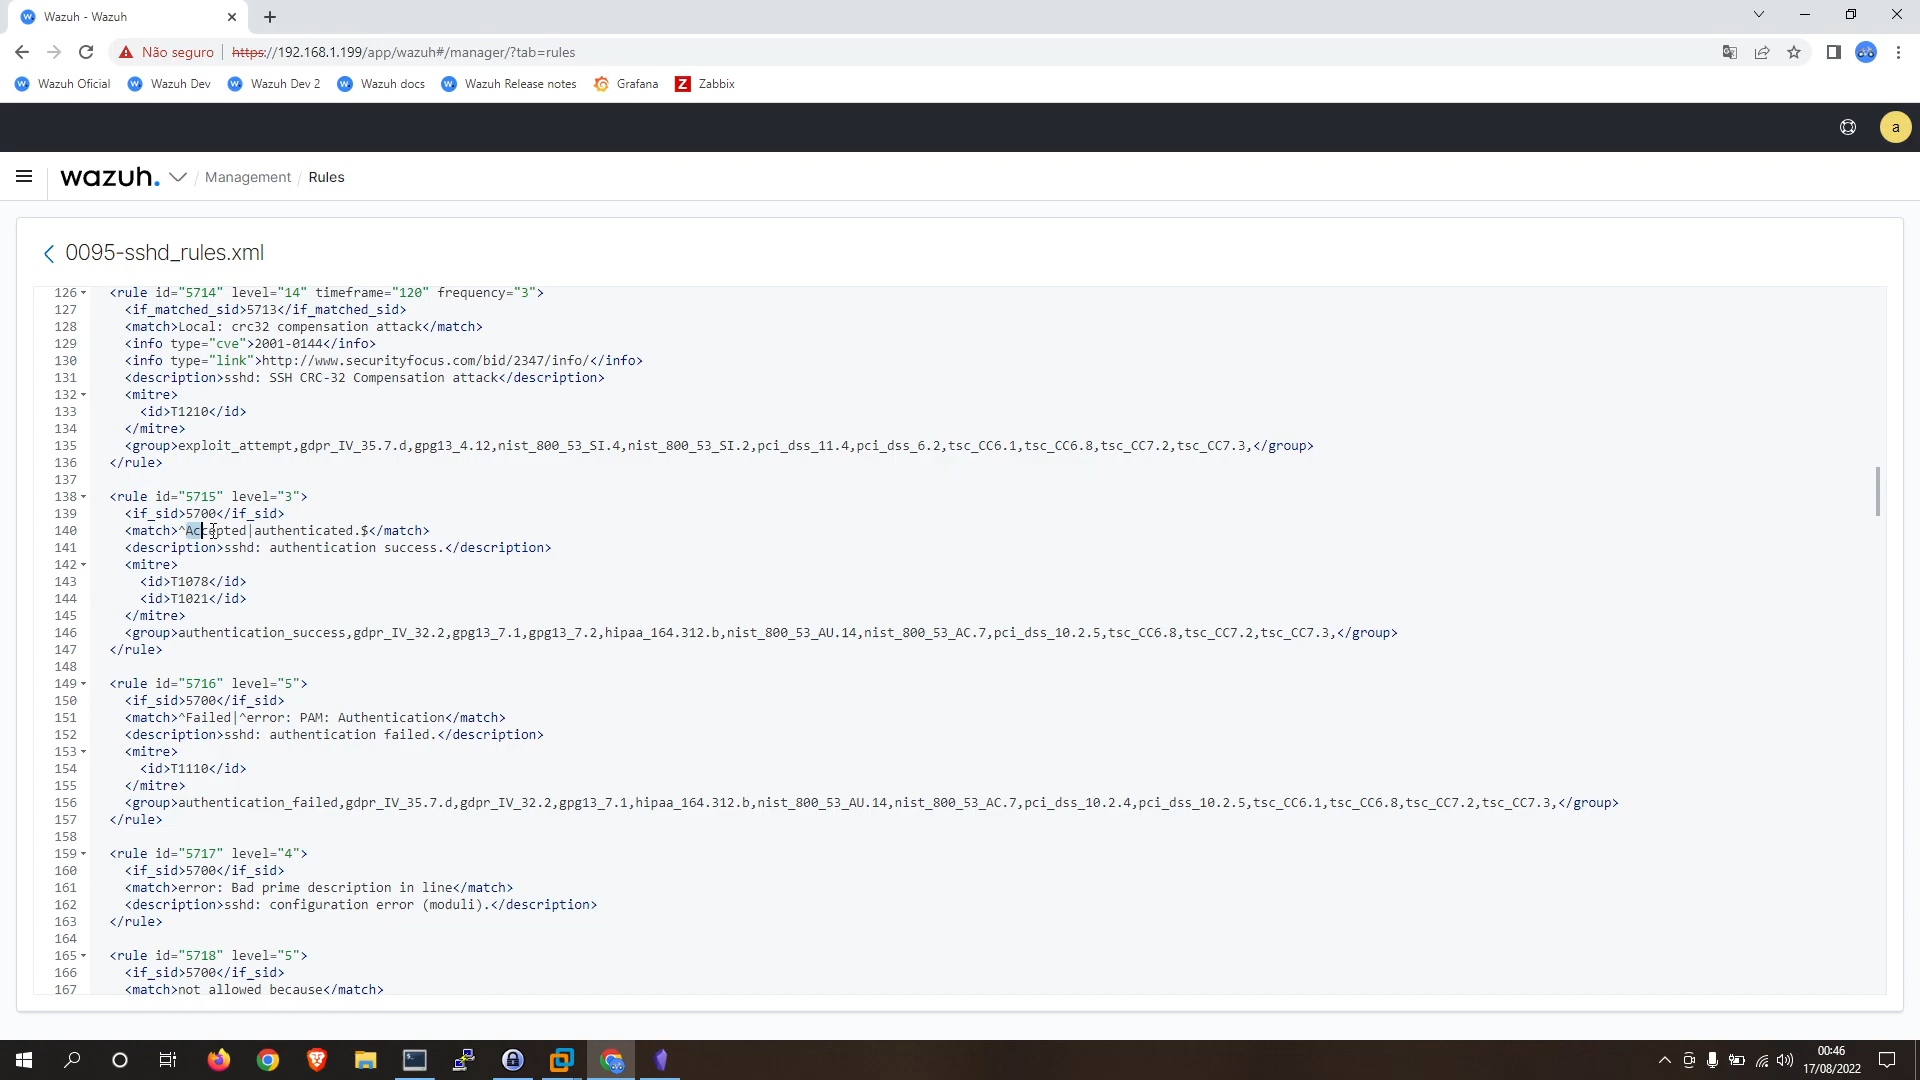 Wazuh - Wazuh
Não seguro https://192.168.1.199/app/wazuh#/manager/?tab=rules
Wazuh Oficial Wazuh Dev Wazuh Dev 2 Wazuh docs Wazuh Release notes Grafana Z Zabbix
a
wazuh. / Management / Rules
0095-sshd_rules.xml
126 <rule id="5714" level="14" timeframe="120" frequency="3">
127 <if_matched_sid>5713</if_matched_sid>
128 <match>Local: crc32 compensation attack</match>
129 <info type="cve">2001-0144</info>
130 <info type="link">http://www.securityfocus.com/bid/2347/info/</info>
131 <description>sshd: SSH CRC-32 Compensation attack</description>
132 <mitre>
133 <id>T1210</id>
134 </mitre>
135 <group>exploit_attempt,gdpr_IV_35.7.d,gpg13_4.12,nist_800_53_SI.4,nist_800_53_SI.2,pci_dss_11.4,pci_dss_6.2,tsc_CC6.1,tsc_CC6.8,tsc_CC7.2,tsc_CC7.3,</group>
136 </rule>
137
138 <rule id="5715" level="3">
139 <if_sid>5700</if_sid>
140 <match>^Accepted|authenticated.$</match>
141 <description>sshd: authentication success.</description>
142 <mitre>
143 <id>T1078</id>
144 <id>T1021</id>
145 </mitre>
146 <group>authentication_success,gdpr_IV_32.2,gpg13_7.1,gpg13_7.2,hipaa_164.312.b,nist_800_53_AU.14,nist_800_53_AC.7,pci_dss_10.2.5,tsc_CC6.8,tsc_CC7.2,tsc_CC7.3,</group>
147 </rule>
148
149 <rule id="5716" level="5">
150 <if_sid>5700</if_sid>
151 <match>^Failed|^error: PAM: Authentication</match>
152 <description>sshd: authentication failed.</description>
153 <mitre>
154 <id>T1110</id>
155 </mitre>
156 <group>authentication_failed,gdpr_IV_35.7.d,gdpr_IV_32.2,gpg13_7.1,hipaa_164.312.b,nist_800_53_AU.14,nist_800_53_AC.7,pci_dss_10.2.4,pci_dss_10.2.5,tsc_CC6.1,tsc_CC6.8,tsc_CC7.2,tsc_CC7.3,</group>
157 </rule>
158
159 <rule id="5717" level="4">
160 <if_sid>5700</if_sid>
161 <match>error: Bad prime description in line</match>
162 <description>sshd: configuration error (moduli).</description>
163 </rule>
164
165 <rule id="5718" level="5">
166 <if_sid>5700</if_sid>
167 <match>not allowed because</match>
00:46
17/08/2022